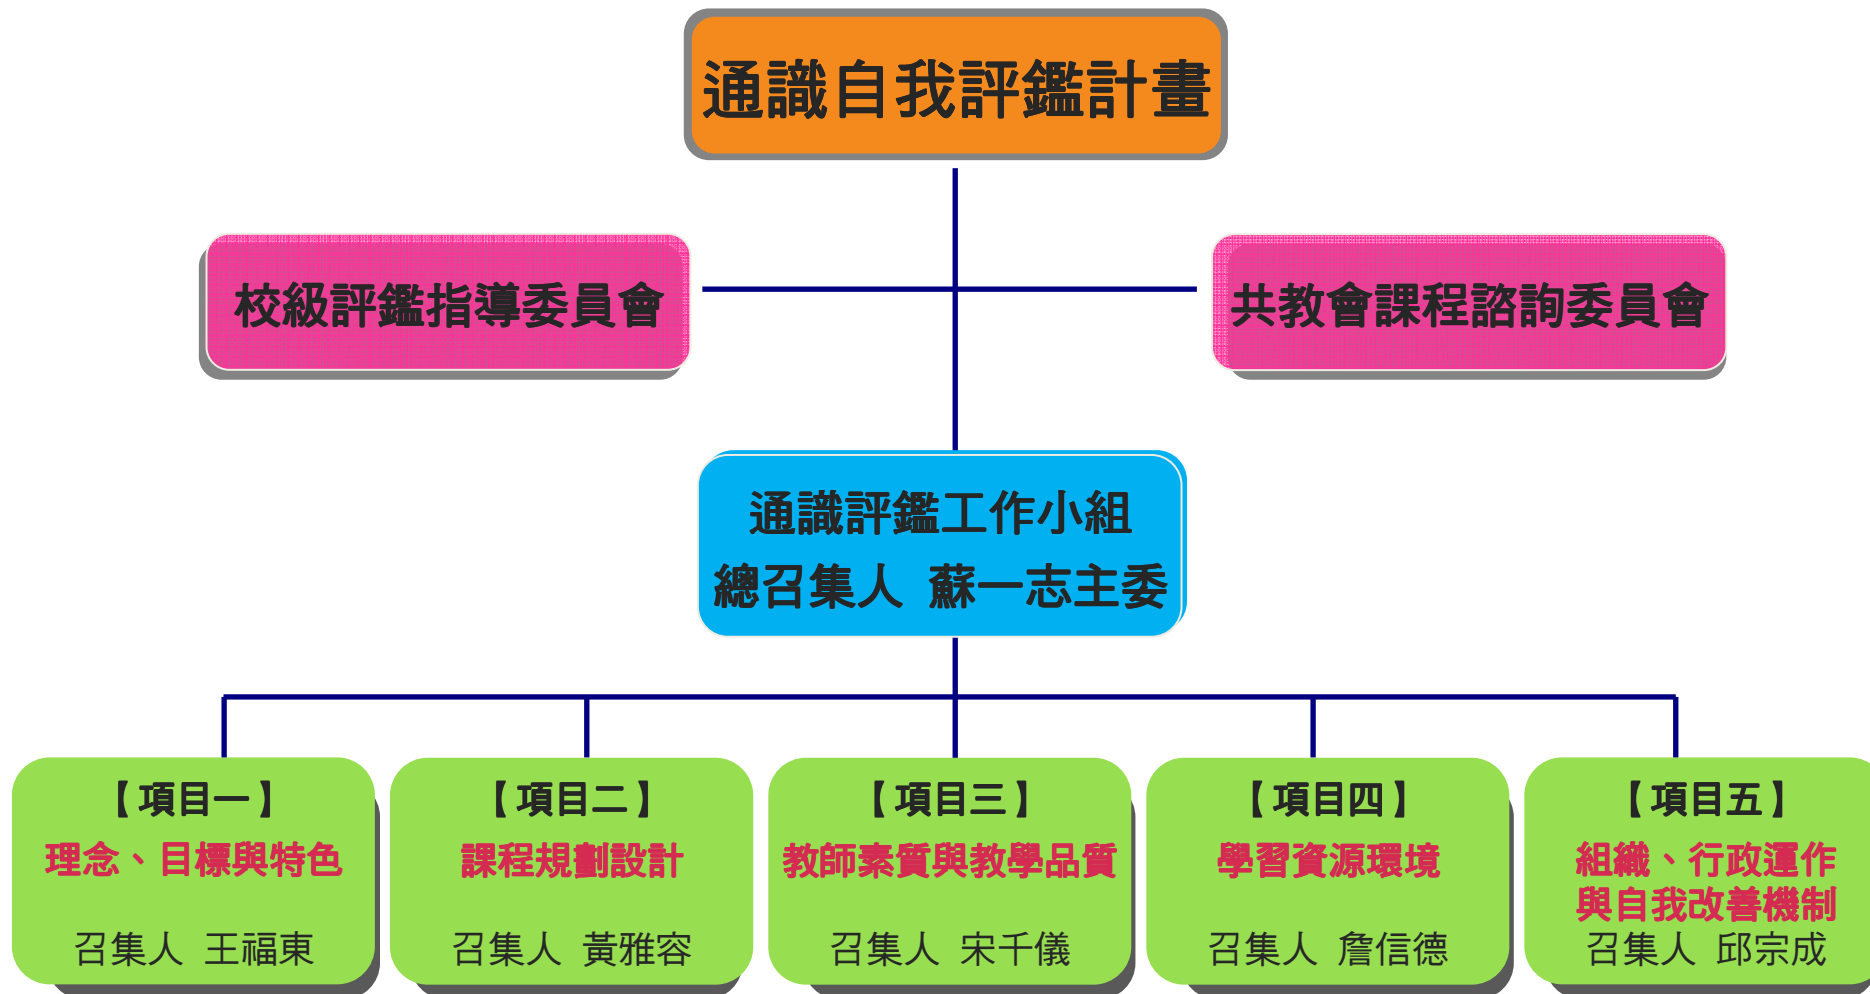 通識自我評鑑計畫
校級評鑑指導委員會
共教會課程諮詢委員會
通識評鑑工作小組
總召集人 蘇一志主委
【項目一】
理念、目標與特色
召集人 王福東
【項目二】
課程規劃設計
召集人 黃雅容
【項目三】
教師素質與教學品質
召集人 宋千儀
【項目四】
學習資源環境
召集人 詹信德
【項目五】
組織、行政運作
與自我改善機制
召集人 邱宗成